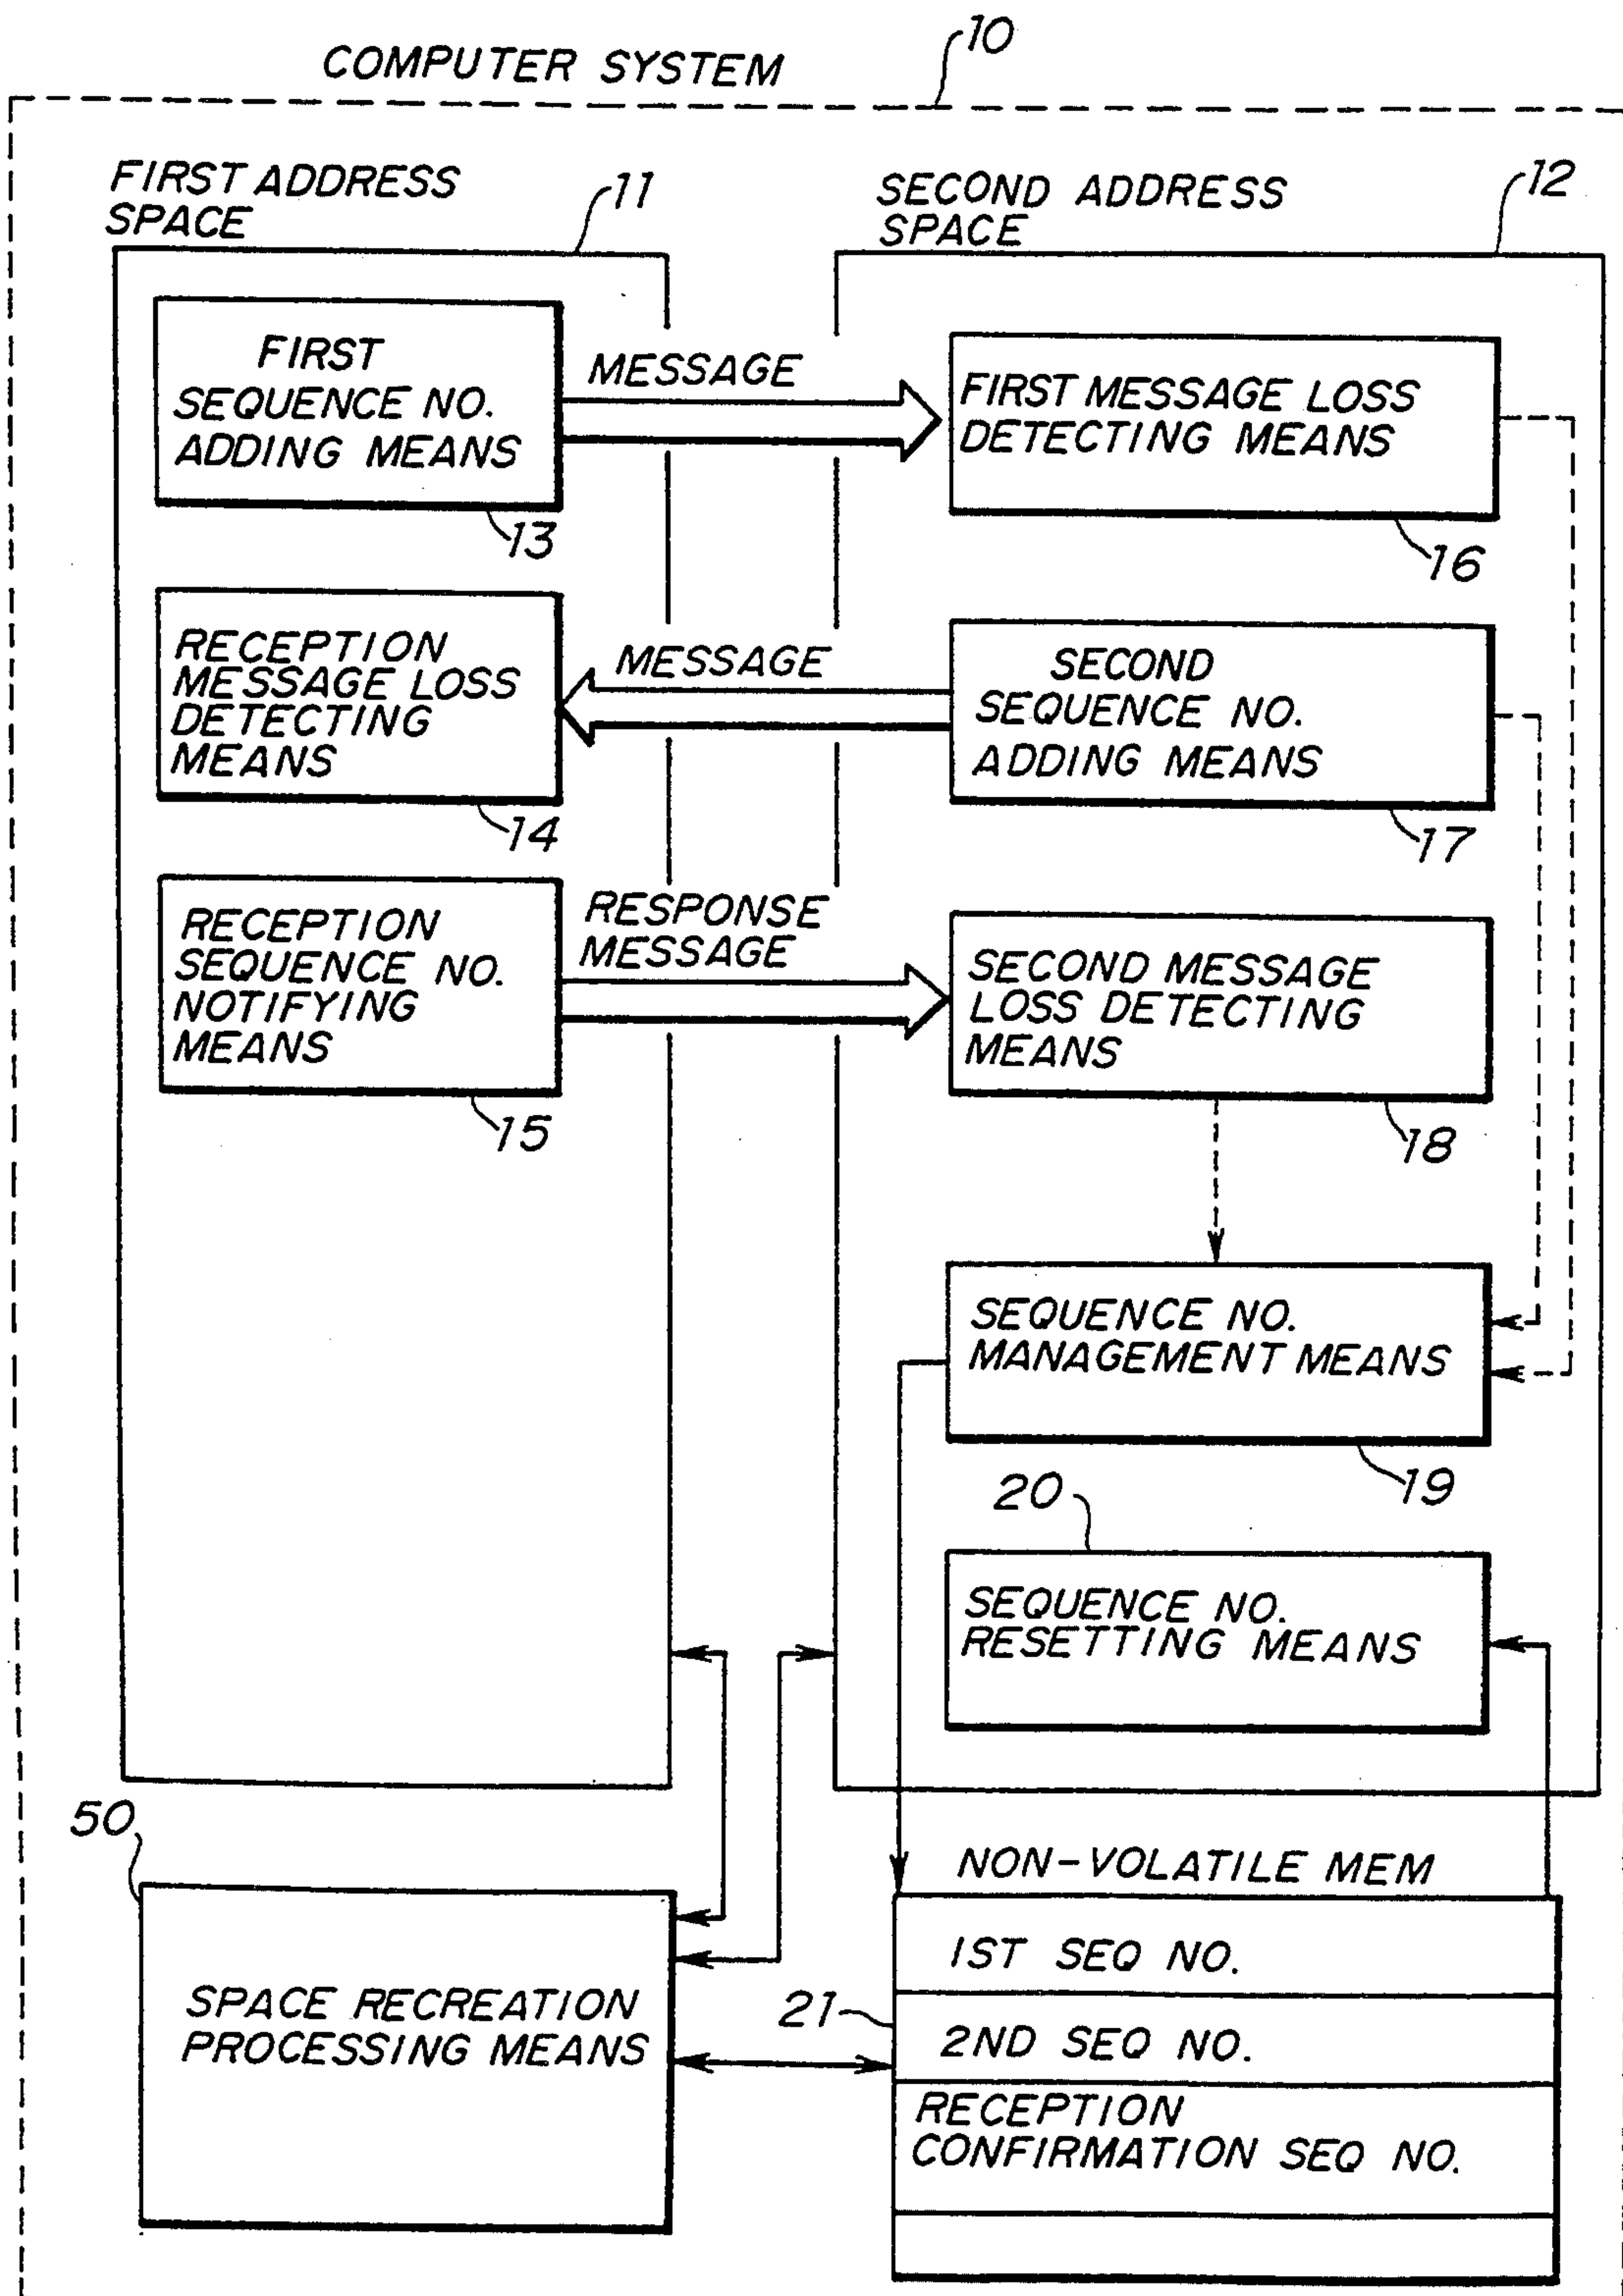 COMPUTER SYSTEM
10
FIRST ADDRESS
SPACE
11
SECOND ADDRESS
SPACE
12
FIRST
SEQUENCE NO.
ADDING MEANS
13
MESSAGE
FIRST MESSAGE LOSS
DETECTING MEANS
16
RECEPTION
MESSAGE LOSS
DETECTING
MEANS
14
MESSAGE
SECOND
SEQUENCE NO.
ADDING MEANS
17
RECEPTION
SEQUENCE NO.
NOTIFYING
MEANS
15
RESPONSE
MESSAGE
SECOND MESSAGE
LOSS DETECTING
MEANS
18
SEQUENCE NO.
MANAGEMENT MEANS
19
20
SEQUENCE NO.
RESETTING MEANS
50
SPACE RECREATION
PROCESSING MEANS
NON-VOLATILE MEM
21
1ST SEQ NO.
2ND SEQ NO.
RECEPTION
CONFIRMATION SEQ NO.